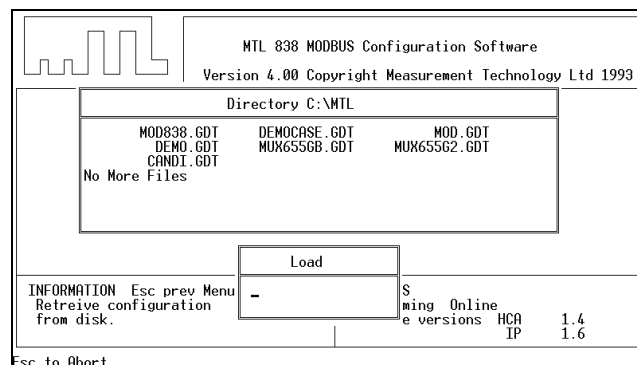 MTL 838 MODBUS Configuration Software
Version 4.00 Copyright Measurement Technology Ltd 1993
Directory C:\MTL
MOD838.GDT DEMOCASE.GDT MOD.GDT
DEMO.GDT MUX655GB.GDT MUX655G2.GDT
CANDI.GDT
No More Files
Load
INFORMATION Esc prev Menu S
Retreive configuration ming Online
from disk. e versions HCA 1.4
IP 1.6
Esc to Abort